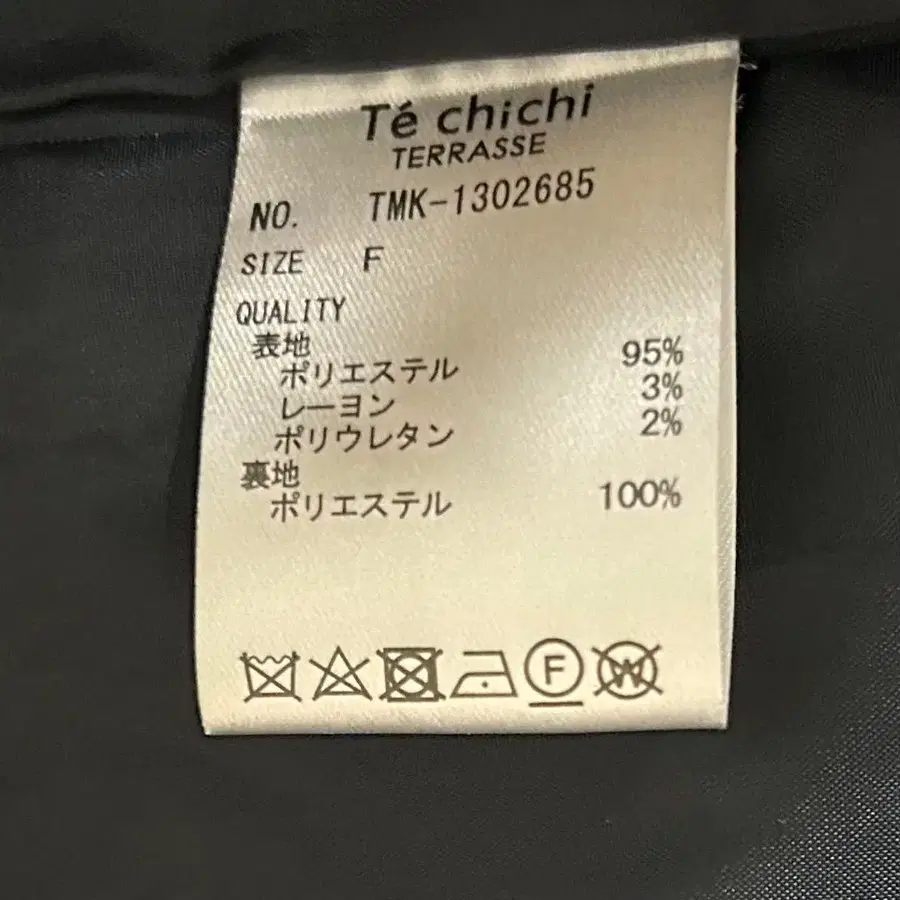 Té chichi
TERRASSE
NO. TMK-1302685
SIZE F
QUALITY
表地
ポリエステル 95%
レーヨン 3%
ポリウレタン 2%
裏地
ポリエステル 100%
F W